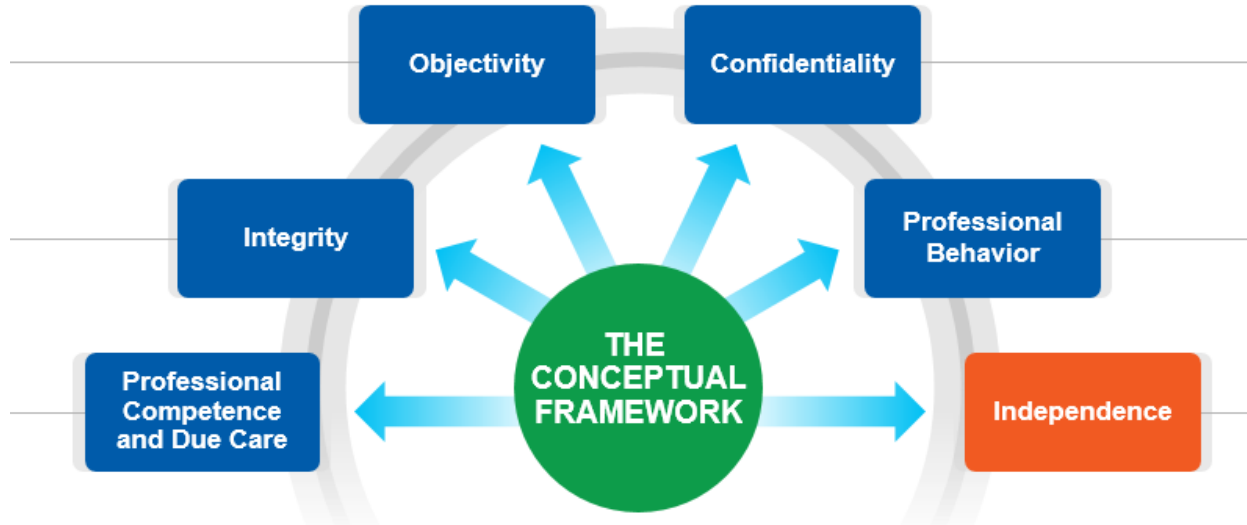 Objectivity
Confidentiality
Integrity
Professional
Behavior
THE
CONCEPTUAL
FRAMEWORK
Professional
Competence
and Due Care
Independence